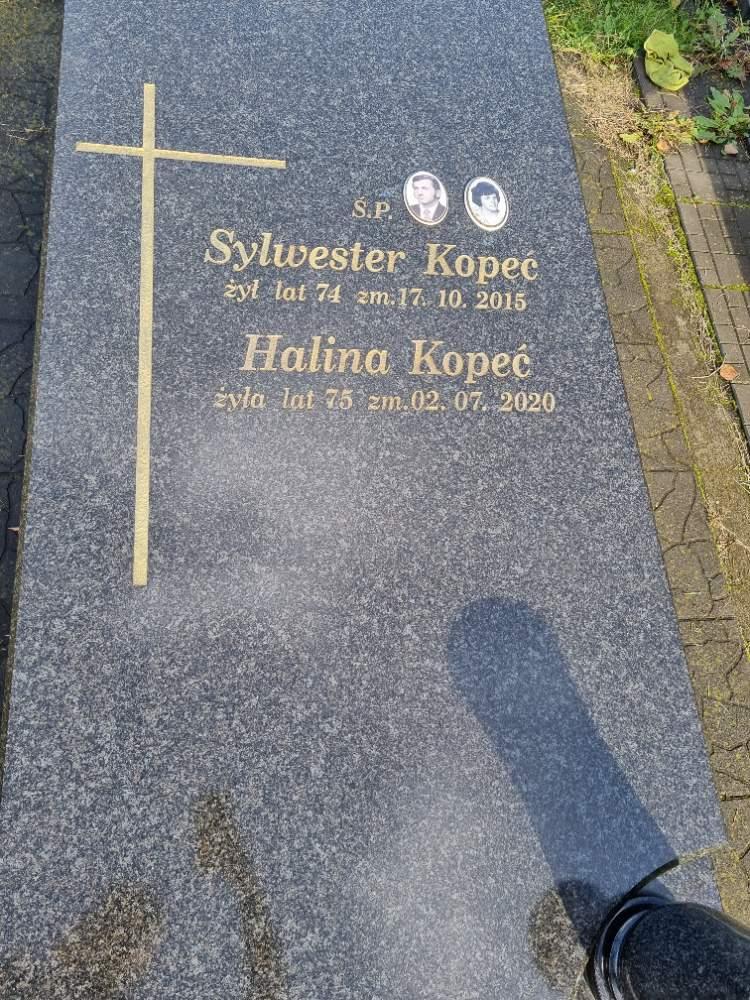 Ś.P.
Sylwester Kopeć
żył lat 74 zm.17. 10. 2015
Halina Kopeć
żyła lat 75 zm.02. 07. 2020